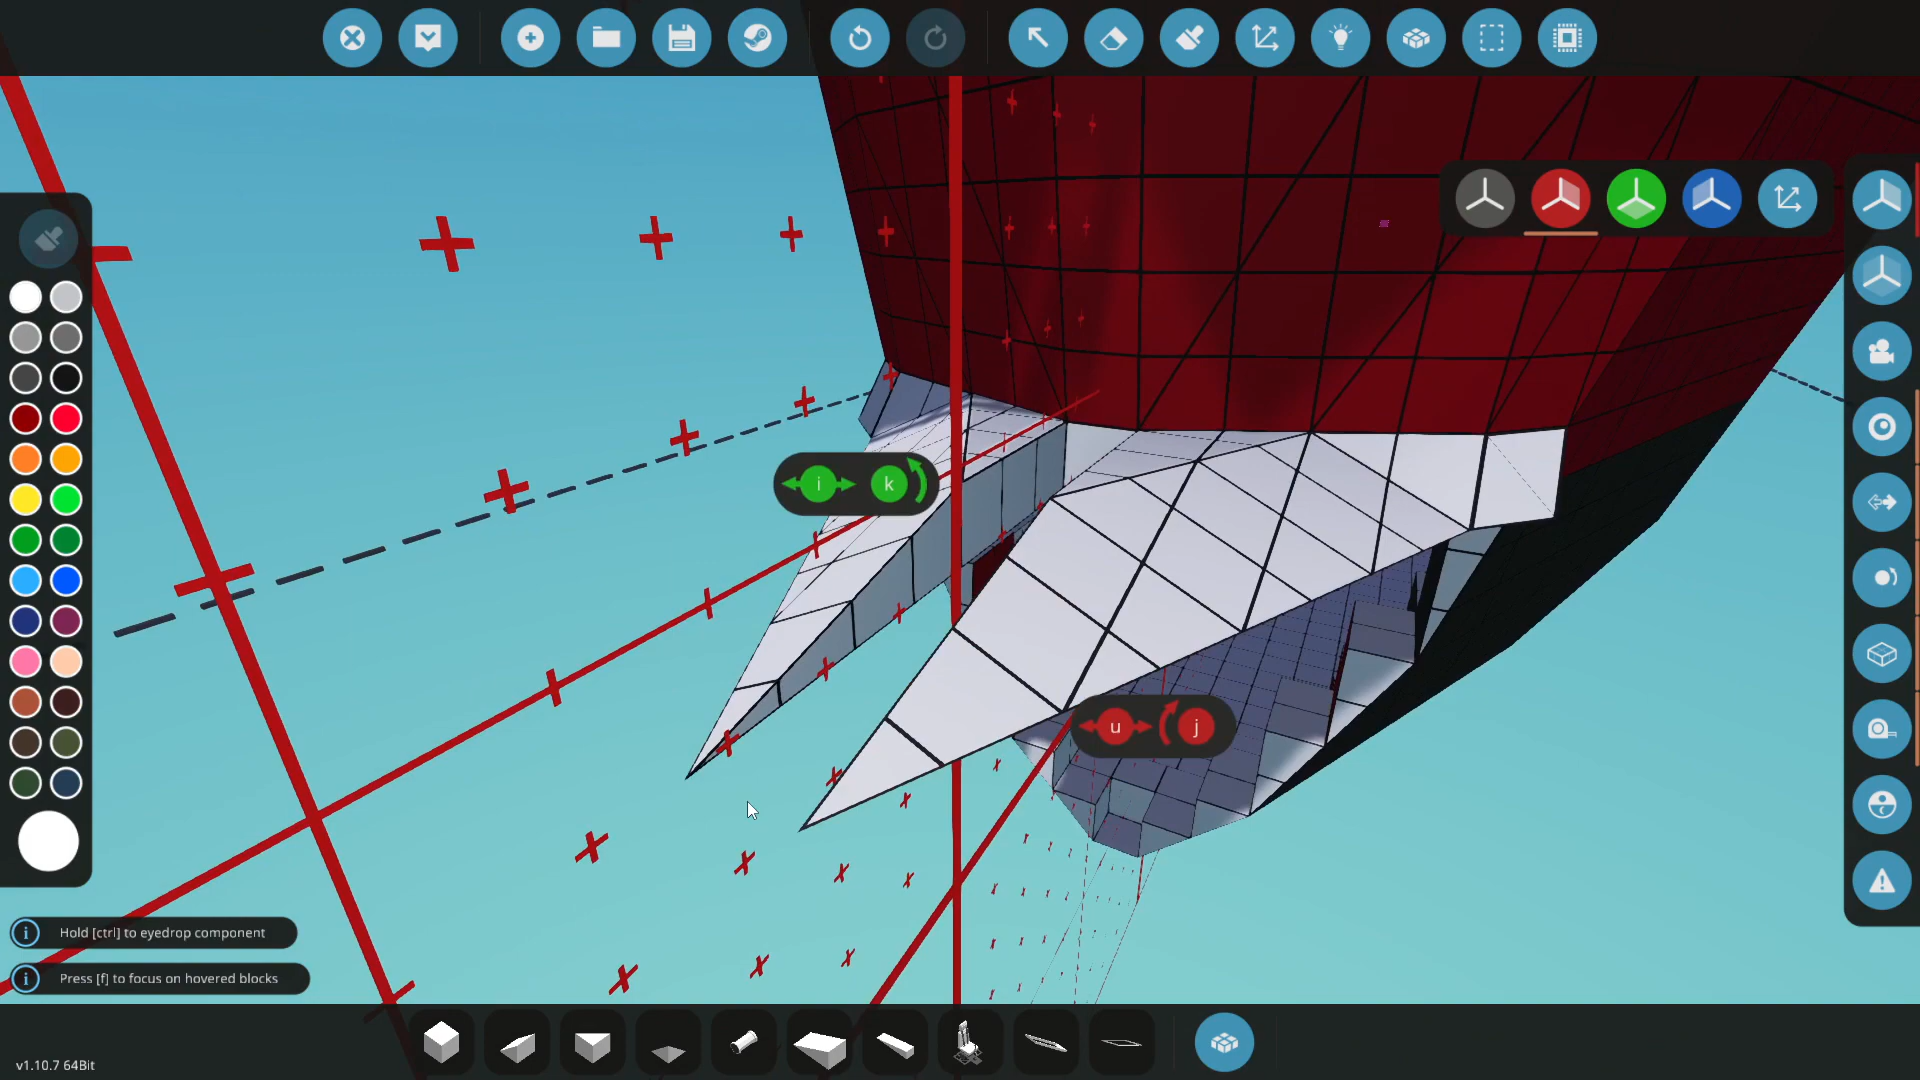 i
k
u
j
i Hold [ctrl] to eyedrop component
i Press [f] to focus on hovered blocks
v1.10.7 64Bit